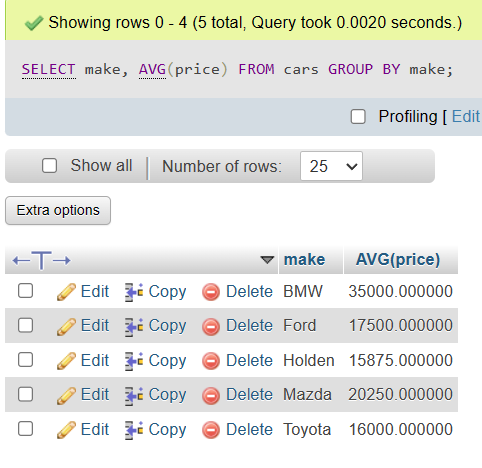 Showing rows 0 - 4 (5 total, Query took 0.0020 seconds.)
SELECT make, AVG(price) FROM cars GROUP BY make;
Profiling [ Edit
Show all Number of rows: 25
Extra options
make AVG(price)
Edit Copy Delete BMW 35000.000000
Edit Copy Delete Ford 17500.000000
Edit Copy Delete Holden 15875.000000
Edit Copy Delete Mazda 20250.000000
Edit Copy Delete Toyota 16000.000000